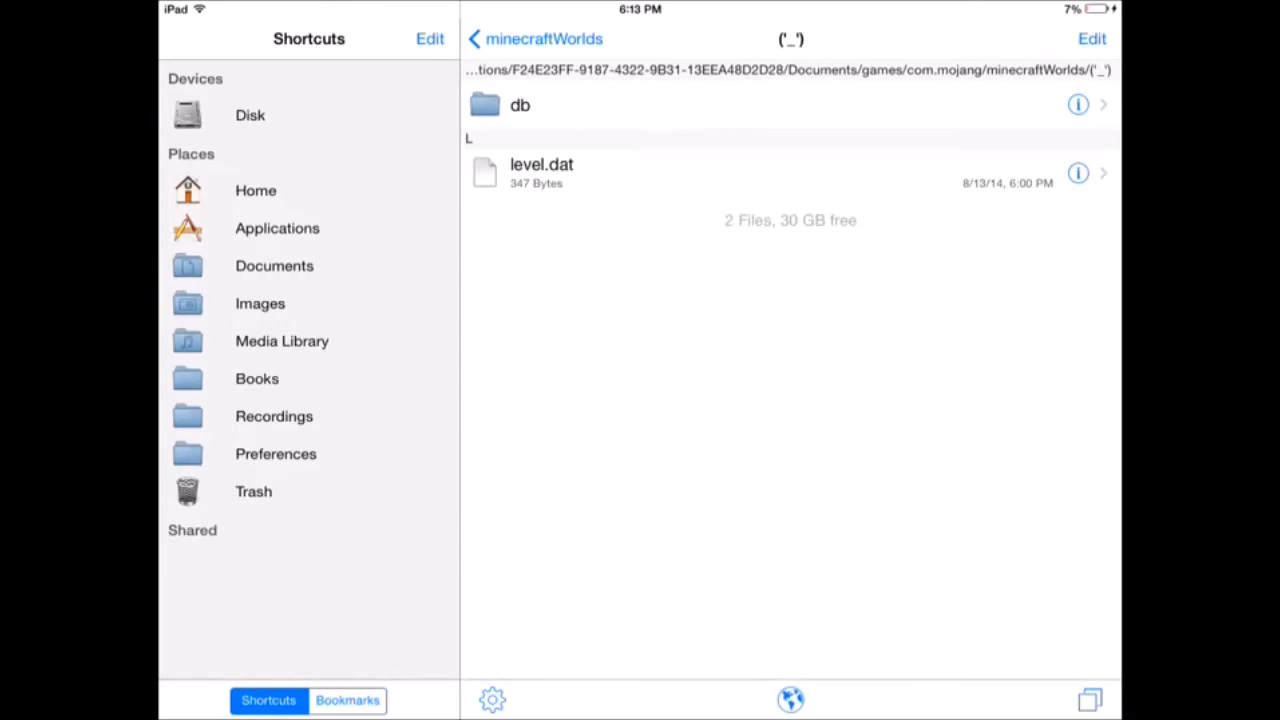 iPad 6:13 PM 7%
Shortcuts Edit
minecraftWorlds ('_') Edit
...tions/F24E23FF-9187-4322-9B31-13EEA48D2D28/Documents/games/com.mojang/minecraftWorlds/('_')
Devices
Disk
Places
Home
Applications
Documents
Images
Media Library
Books
Recordings
Preferences
Trash
Shared
Shortcuts Bookmarks
db
L
level.dat
347 Bytes 8/13/14, 6:00 PM
2 Files, 30 GB free